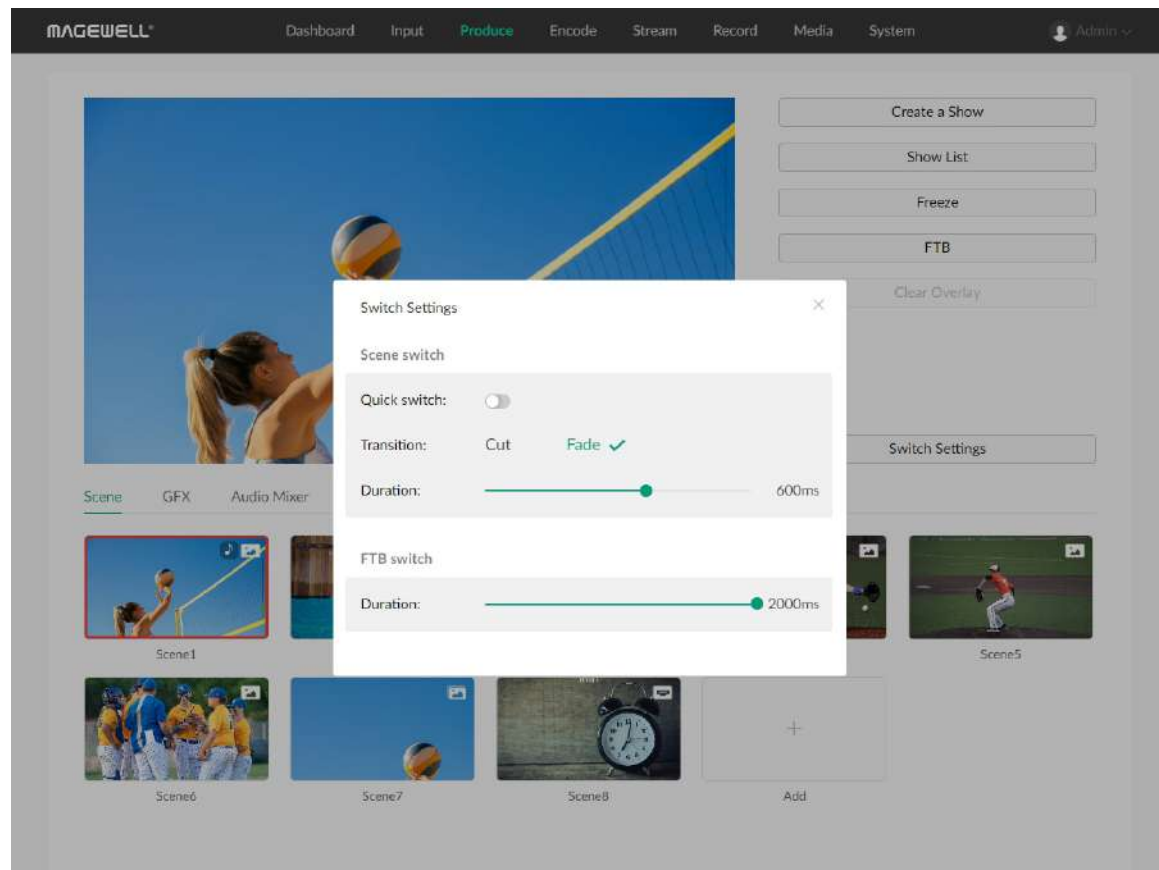 MAGEWELL®
Dashboard Input Produce Encode Stream Record Media System Admin
Create a Show
Show List
Freeze
FTB
Clear Overlay
Switch Settings
Scene switch
Quick switch:
Transition: Cut Fade
Duration: 600ms
FTB switch
Duration: 2000ms
Switch Settings
Scene GFX Audio Mixer
Scene1 Scene5
Scene6 Scene7 Scene8 Add